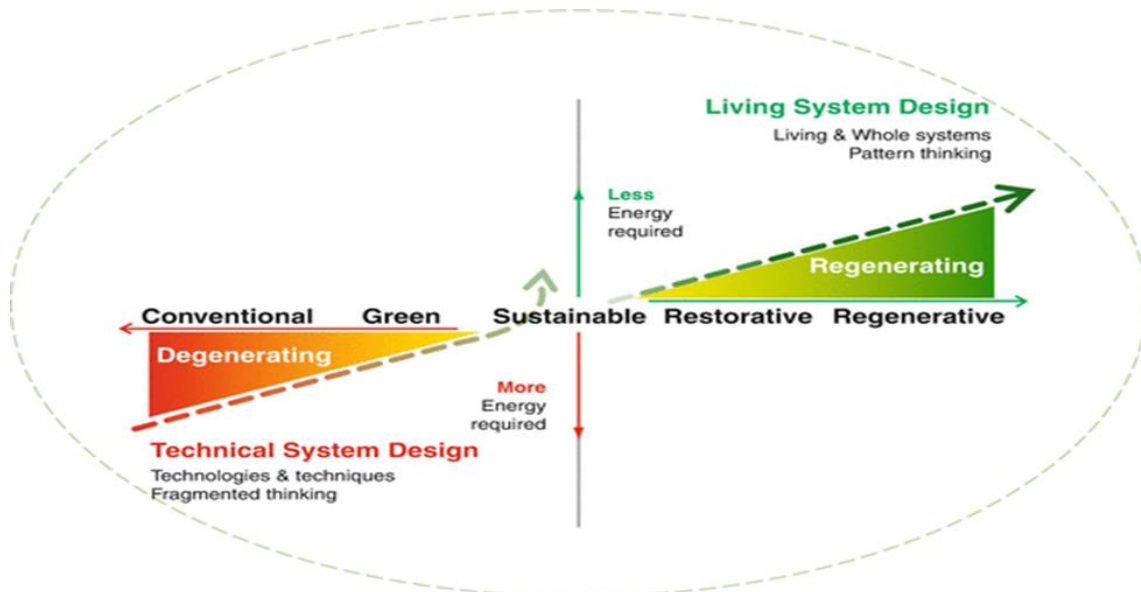 Living System Design
Living & Whole systems
Pattern thinking
Less
Energy
required
Regenerating
Conventional Green Sustainable Restorative Regenerative
Degenerating
More
Energy
required
Technical System Design
Technologies & techniques
Fragmented thinking